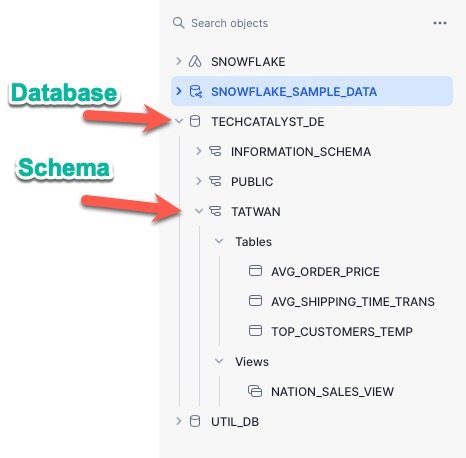 Search objects
SNOWFLAKE
Database
SNOWFLAKE_SAMPLE_DATA
TECHCATALYST_DE
INFORMATION_SCHEMA
Schema
PUBLIC
TATWAN
Tables
AVG_ORDER_PRICE
AVG_SHIPPING_TIME_TRANS
TOP_CUSTOMERS_TEMP
Views
NATION_SALES_VIEW
UTIL_DB